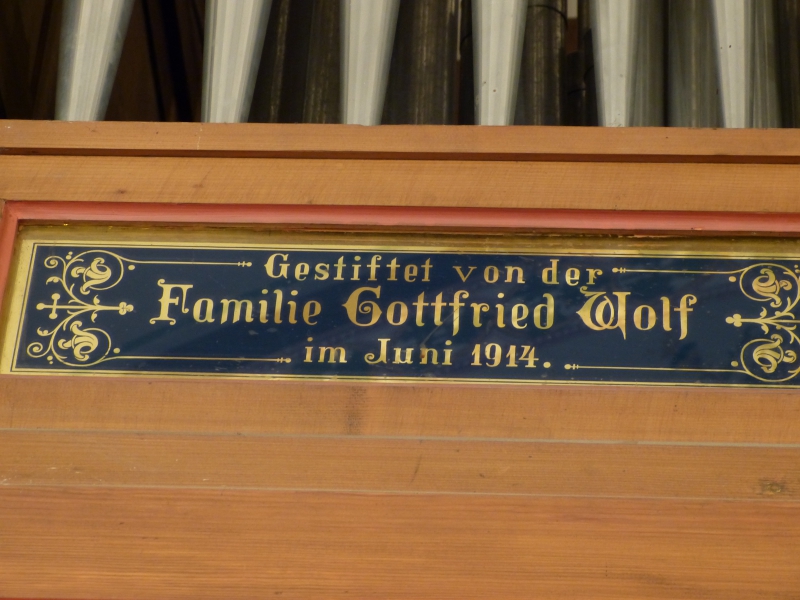 Gestiftet von der
Familie Gottfried Wolf
im Juni 1914.